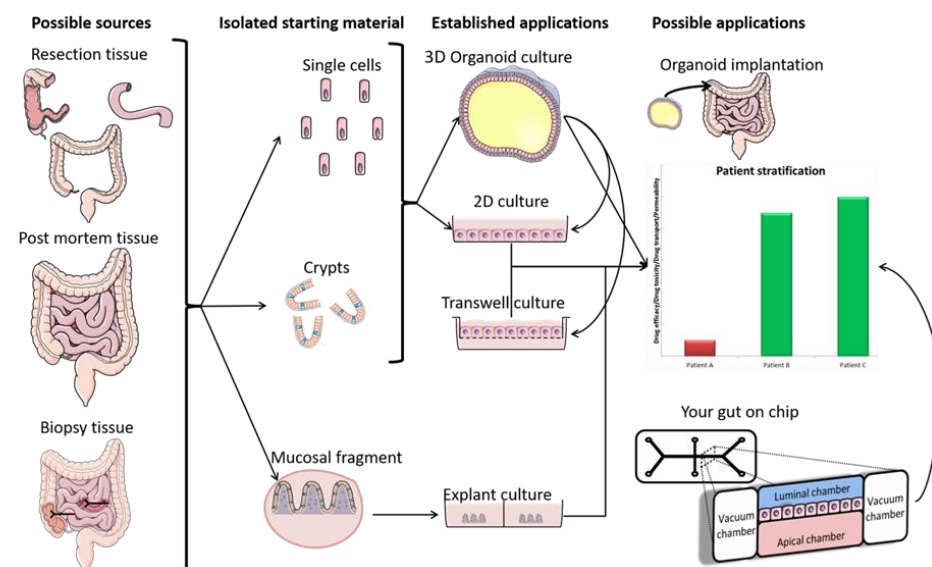 Possible sources
Isolated starting material
Established applications
Possible applications
Resection tissue
Post mortem tissue
Biopsy tissue
Single cells
Crypts
Mucosal fragment
3D Organoid culture
2D culture
Transwell culture
Explant culture
Organoid implantation
Patient stratification
Drug efficacy/Drug toxicity/Drug transport/Permeability
Patient A
Patient B
Patient C
Your gut on chip
Vacuum
chamber
Luminal chamber
Apical chamber
Vacuum
chamber